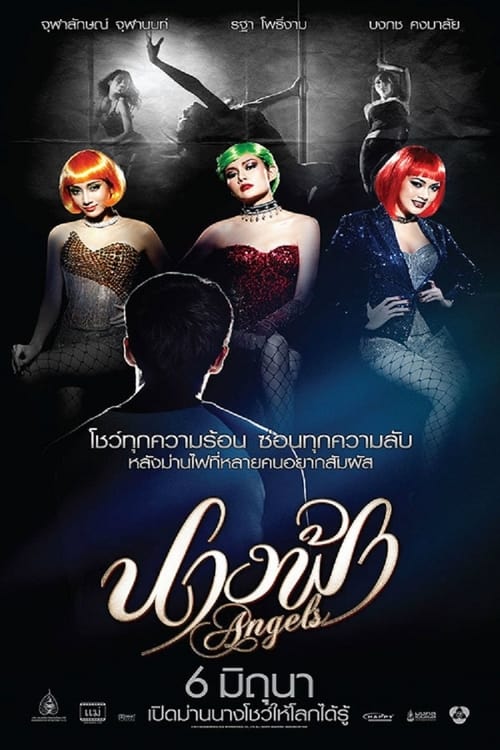 จุฬาลักษณ์ จุฬานนท์ รฐา โพธิ์งาม บงกช คงมาลัย
โชว์ทุกความร้อน ซ่อนทุกความลับ
หลังม่านไฟที่หลายคนอยากสัมผัส
นางฟ้า
Angels
6 มิถุนา
เปิดม่านนางโชว์ให้โลกได้รู้
HAPPY